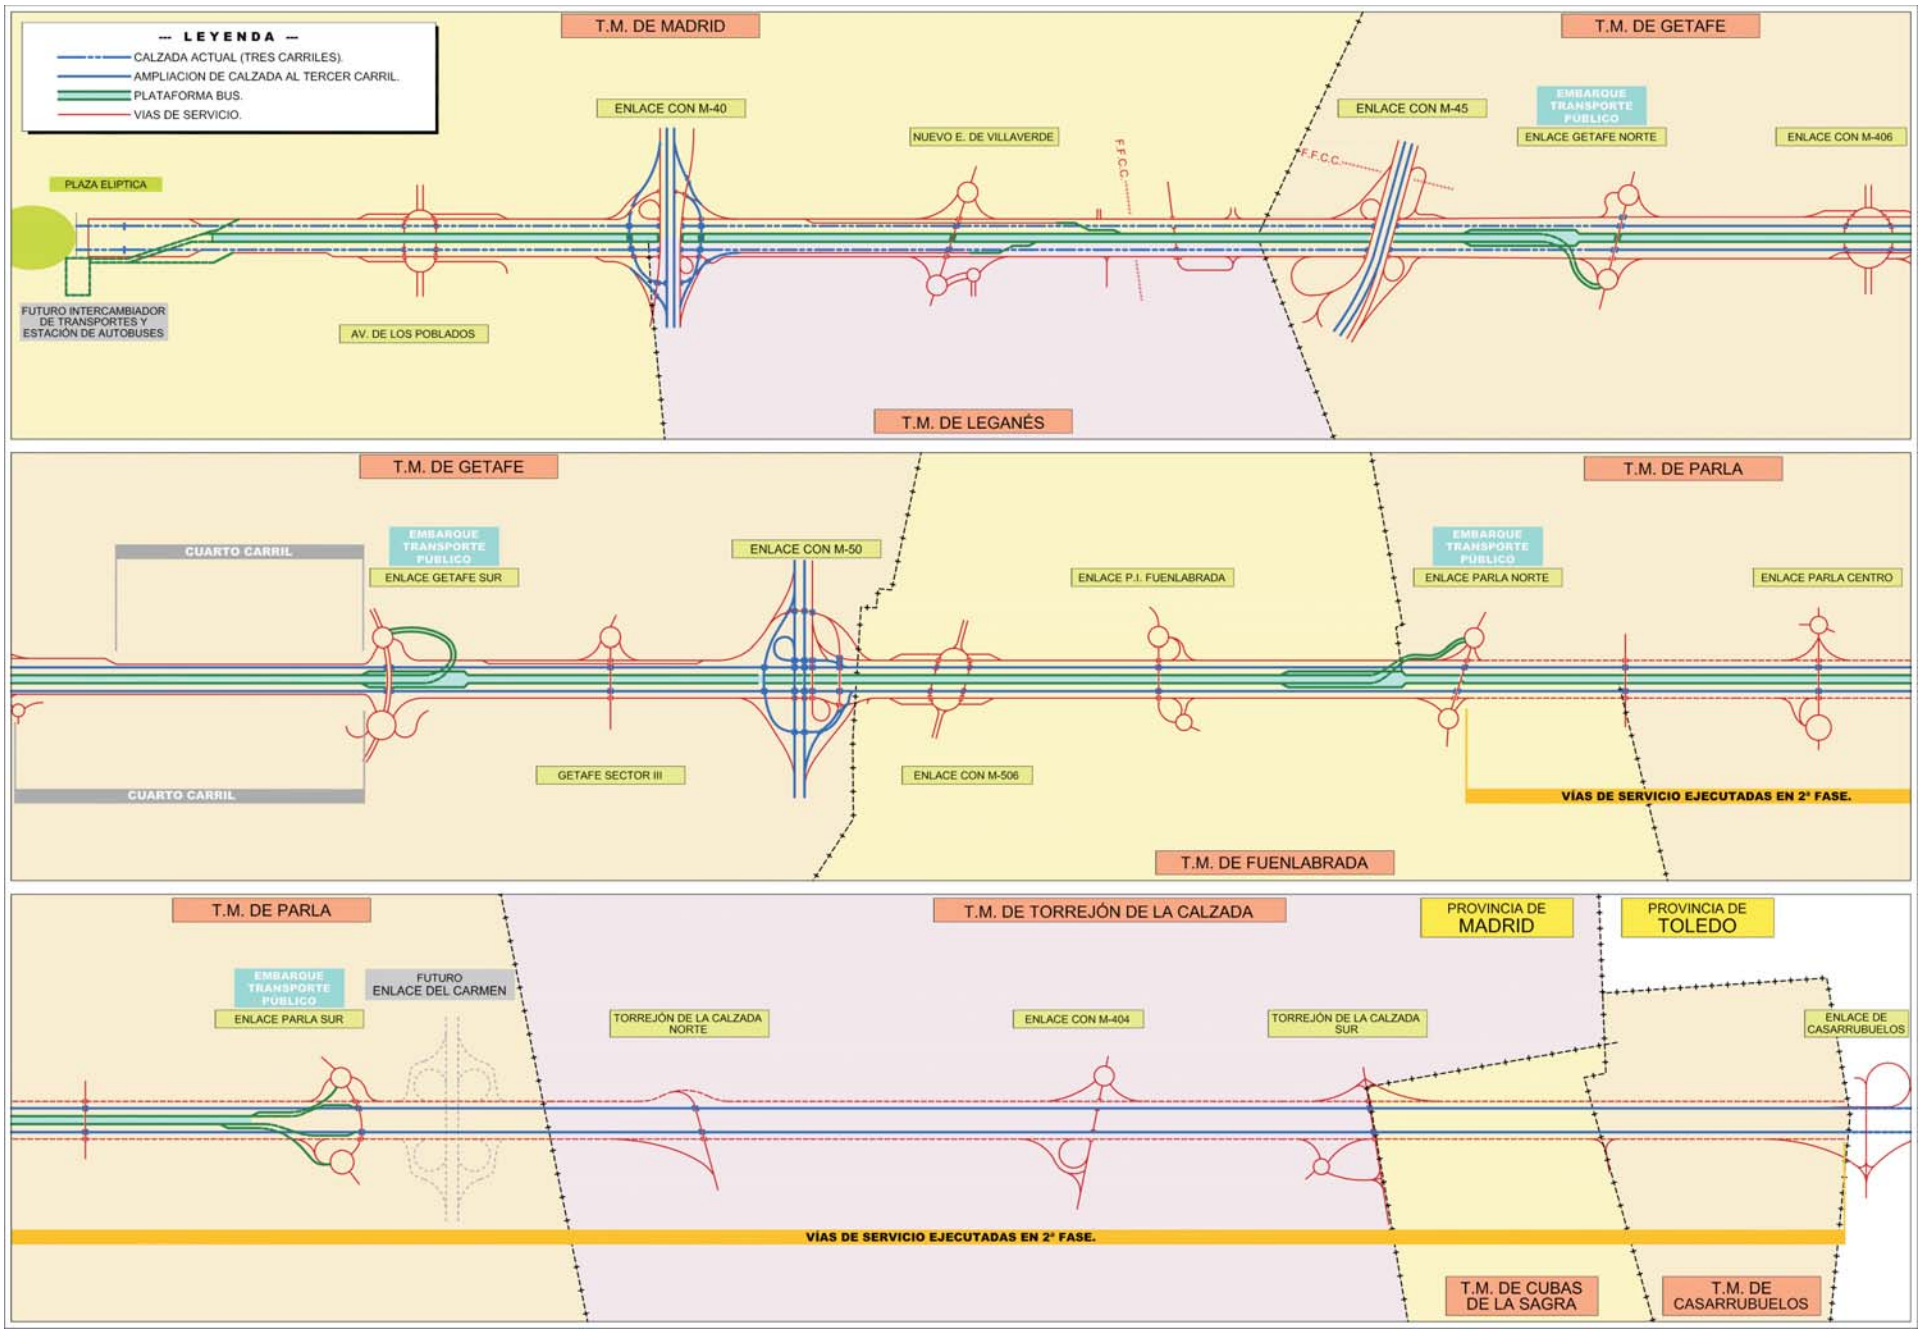 T.M. DE MADRID
T.M. DE GETAFE
--- LEYENDA ---
CALZADA ACTUAL (TRES CARRILES).
AMPLIACION DE CALZADA AL TERCER CARRIL.
PLATAFORMA BUS.
VIAS DE SERVICIO.
ENLACE CON M-40
NUEVO E. DE VILLAVERDE
F.F.C.C.
ENLACE CON M-45
F.F.C.C.
EMBARQUE
TRANSPORTE
PÚBLICO
ENLACE GETAFE NORTE
ENLACE CON M-406
PLAZA ELIPTICA
FUTURO INTERCAMBIADOR
DE TRANSPORTES Y
ESTACIÓN DE AUTOBUSES
AV. DE LOS POBLADOS
T.M. DE LEGANÉS
T.M. DE GETAFE
T.M. DE PARLA
CUARTO CARRIL
EMBARQUE
TRANSPORTE
PÚBLICO
ENLACE GETAFE SUR
ENLACE CON M-50
ENLACE P.I. FUENLABRADA
EMBARQUE
TRANSPORTE
PÚBLICO
ENLACE PARLA NORTE
ENLACE PARLA CENTRO
GETAFE SECTOR III
ENLACE CON M-506
CUARTO CARRIL
VÍAS DE SERVICIO EJECUTADAS EN 2ª FASE.
T.M. DE FUENLABRADA
T.M. DE PARLA
T.M. DE TORREJÓN DE LA CALZADA
PROVINCIA DE
MADRID
PROVINCIA DE
TOLEDO
EMBARQUE
TRANSPORTE
PÚBLICO
ENLACE PARLA SUR
FUTURO
ENLACE DEL CARMEN
TORREJÓN DE LA CALZADA
NORTE
ENLACE CON M-404
TORREJÓN DE LA CALZADA
SUR
ENLACE DE
CASARRUBUELOS
VÍAS DE SERVICIO EJECUTADAS EN 2ª FASE.
T.M. DE CUBAS
DE LA SAGRA
T.M. DE
CASARRUBUELOS